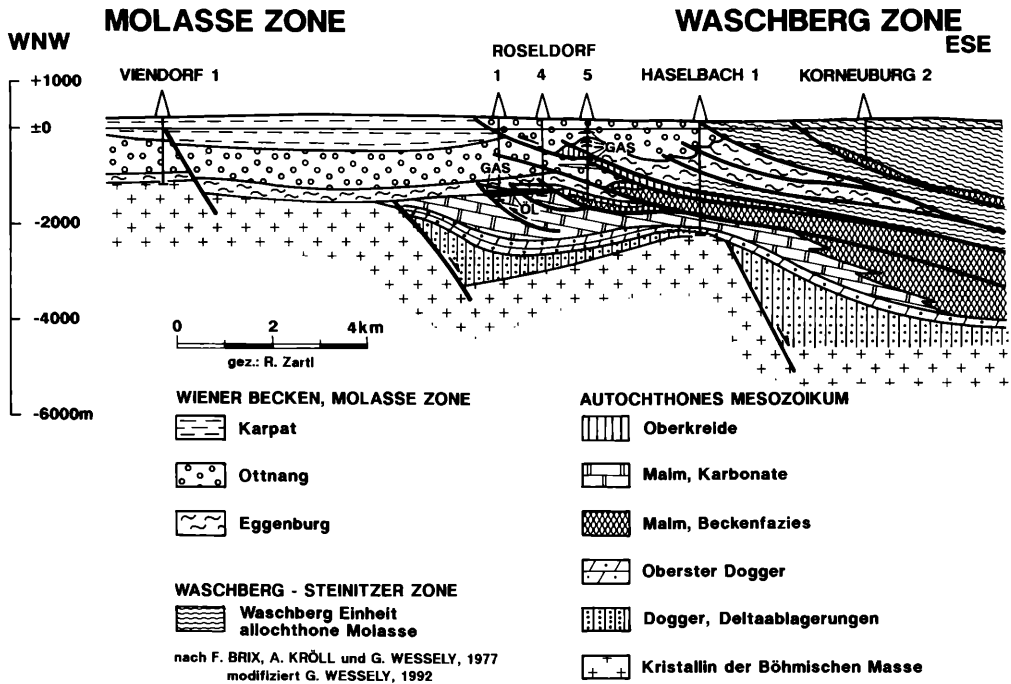 MOLASSE ZONE WASCHBERG ZONE
WNW ESE
ROSELDORF
VIENDORF 1 1 4 5 HASELBACH 1 KORNEUBURG 2
+1000
±0
-2000
-4000
-6000m
GAS
GAS
ÖL
0 2 4km
gez.: R. Zartl
WIENER BECKEN, MOLASSE ZONE
Karpat
Ottnang
Eggenburg
WASCHBERG - STEINITZER ZONE
Waschberg Einheit
allochthone Molasse
nach F. BRIX, A. KRÖLL und G. WESSELY, 1977
modifiziert G. WESSELY, 1992
AUTOCHTHONES MESOZOIKUM
Oberkreide
Malm, Karbonate
Malm, Beckenfazies
Oberster Dogger
Dogger, Deltaablagerungen
Kristallin der Böhmischen Masse